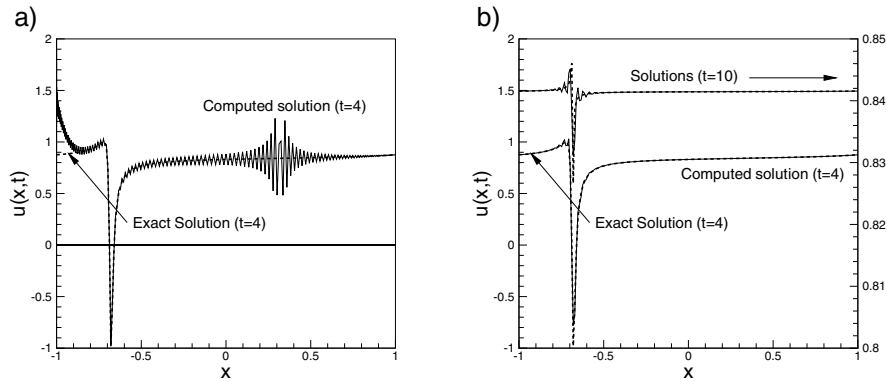 a)
2
1.5
1
0.5
0
-0.5
-1
-1
-0.5
0
0.5
1
x
u(x,t)
Computed solution (t=4)
Exact Solution (t=4)
b)
2
1.5
1
0.5
0
-0.5
-1
-1
-0.5
0
0.5
1
x
u(x,t)
0.85
0.84
0.83
0.82
0.81
0.8
Solutions (t=10)
Computed solution (t=4)
Exact Solution (t=4)